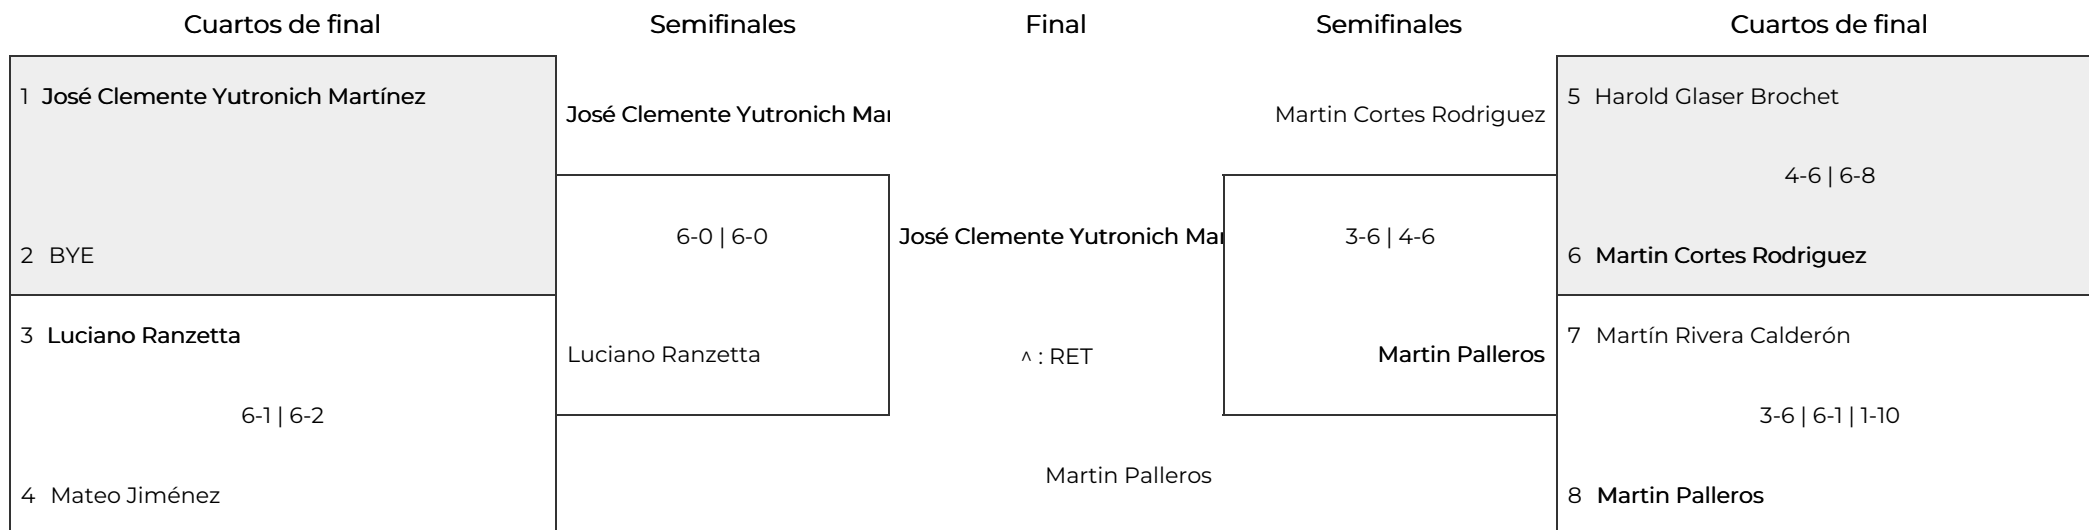 Cuartos de final
Semifinales
Final
Semifinales
Cuartos de final
1 José Clemente Yutronich Martínez
2 BYE
3 Luciano Ranzetta
6-1 | 6-2
4 Mateo Jiménez
José Clemente Yutronich Mar
6-0 | 6-0
Luciano Ranzetta
José Clemente Yutronich Mar
^ : RET
Martin Palleros
Martin Cortes Rodriguez
3-6 | 4-6
Martin Palleros
5 Harold Glaser Brochet
4-6 | 6-8
6 Martin Cortes Rodriguez
7 Martín Rivera Calderón
3-6 | 6-1 | 1-10
8 Martin Palleros